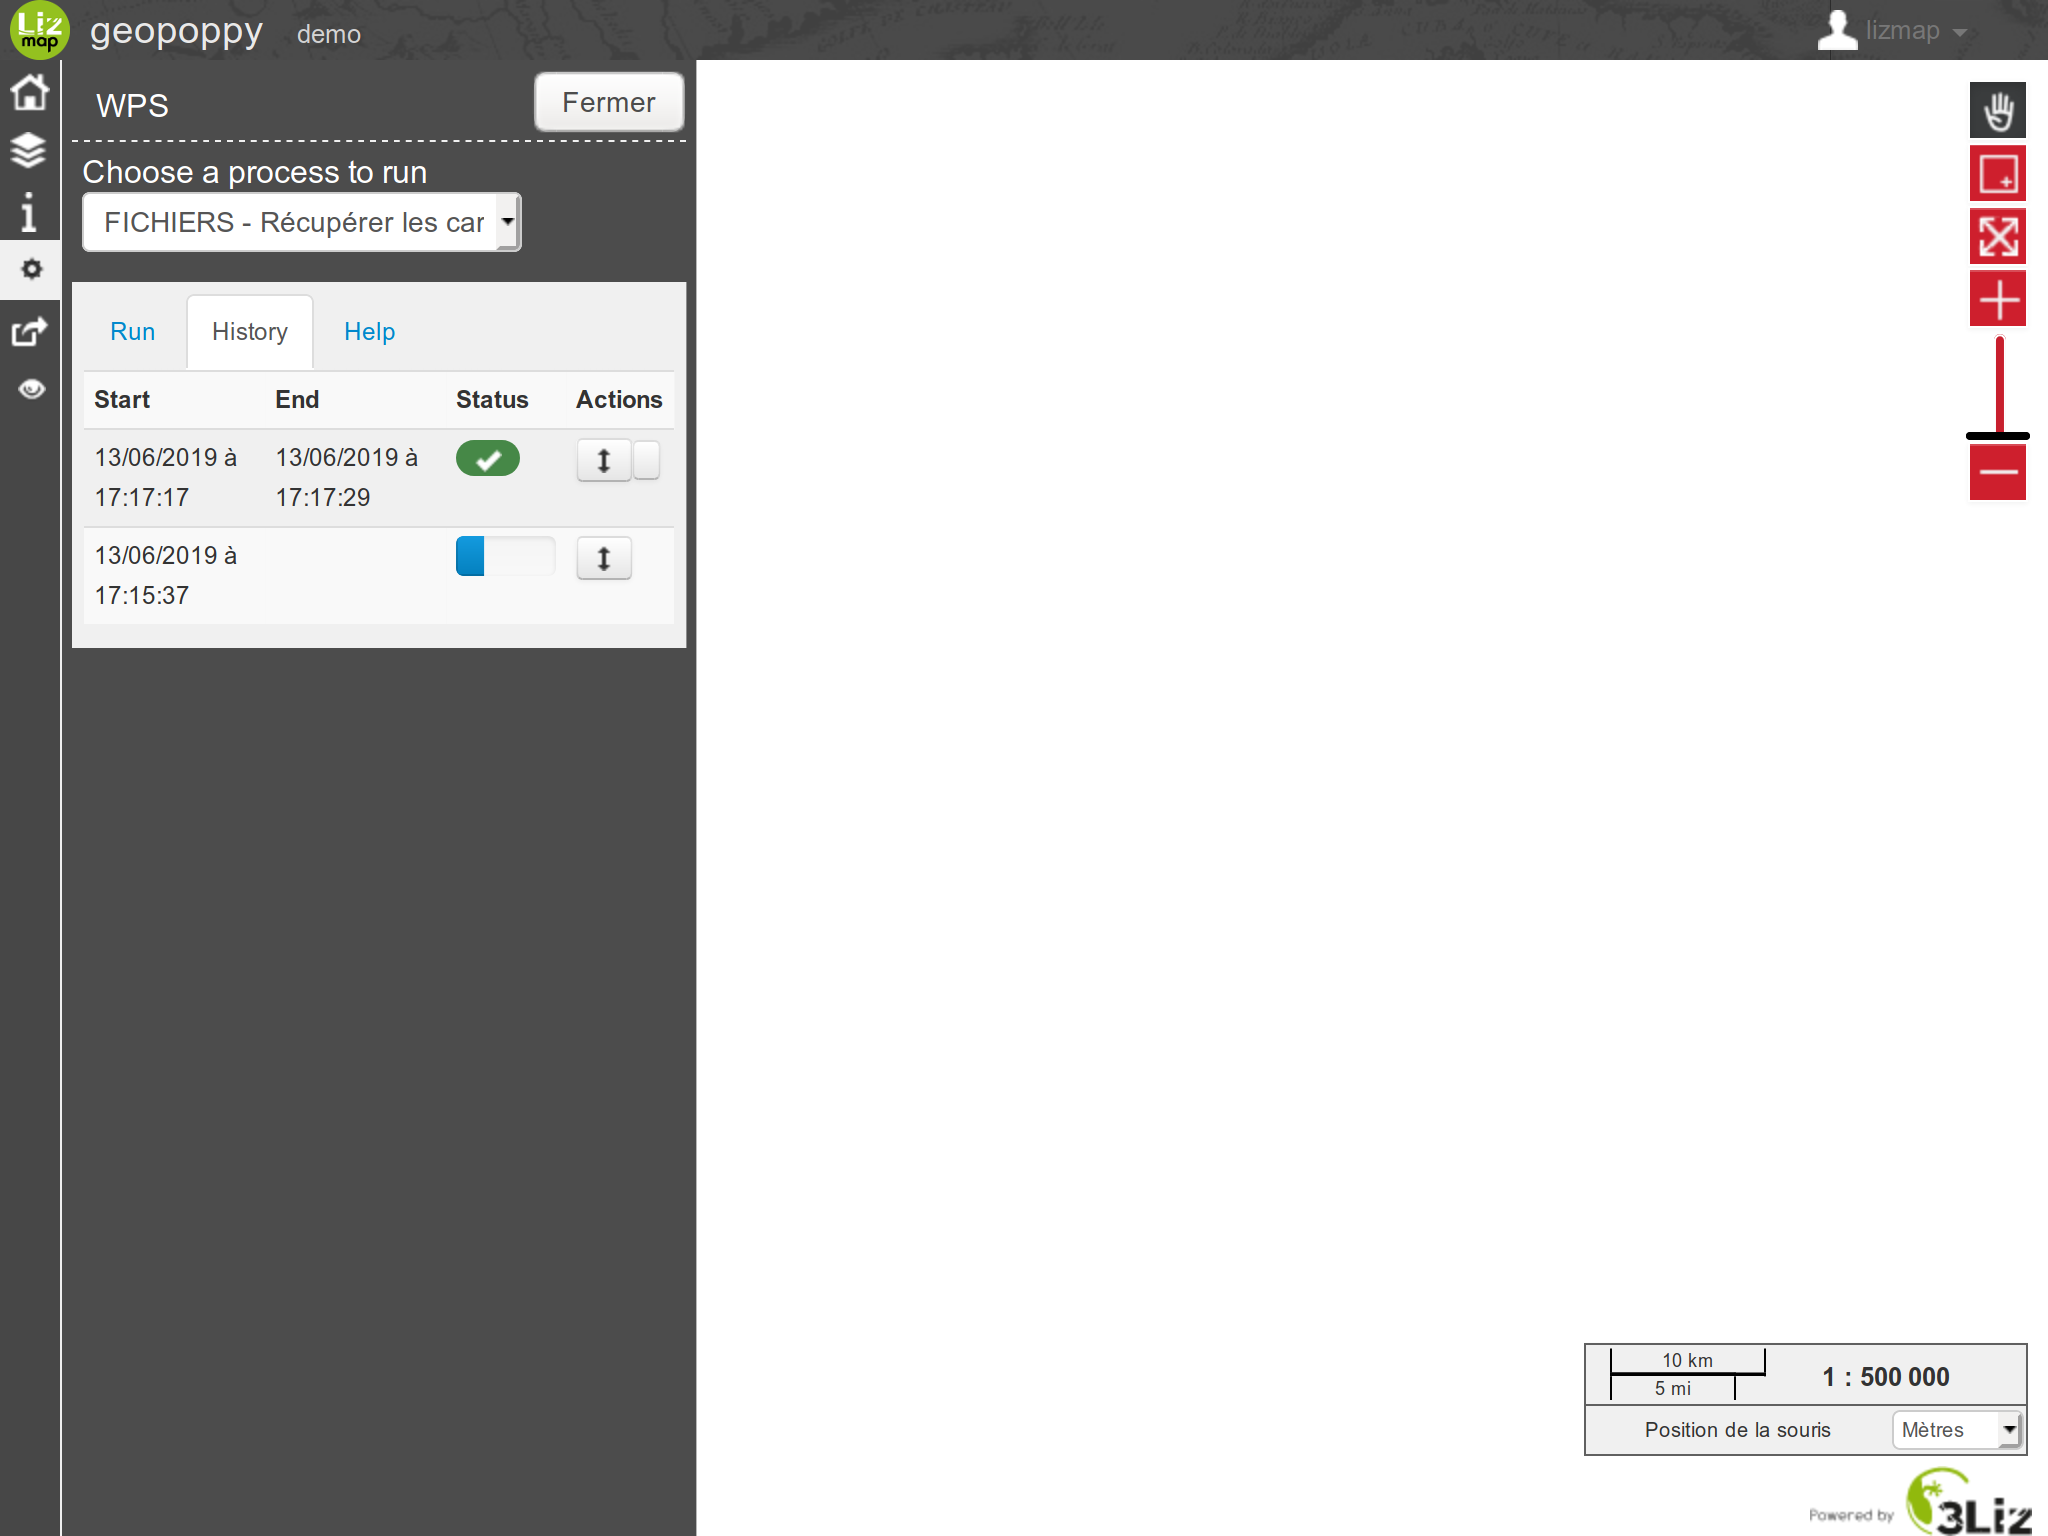 Liz
map
geopoppy demo
lizmap
WPS
Fermer
Choose a process to run
FICHIERS - Récupérer les car
Run History Help
Start End Status Actions
13/06/2019 à 13/06/2019 à
17:17:17 17:17:29
13/06/2019 à
17:15:37
10 km
5 mi
1 : 500 000
Position de la souris Mètres
Powered by 3Liz